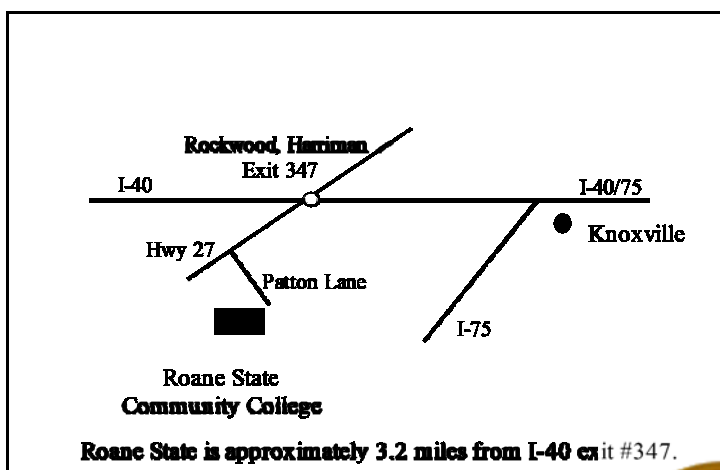 Rockwood, Harriman
Exit 347
I-40
I-40/75
Knoxville
Hwy 27
Patton Lane
I-75
Roane State
Community College
Roane State is approximately 3.2 miles from I-40 exit #347.